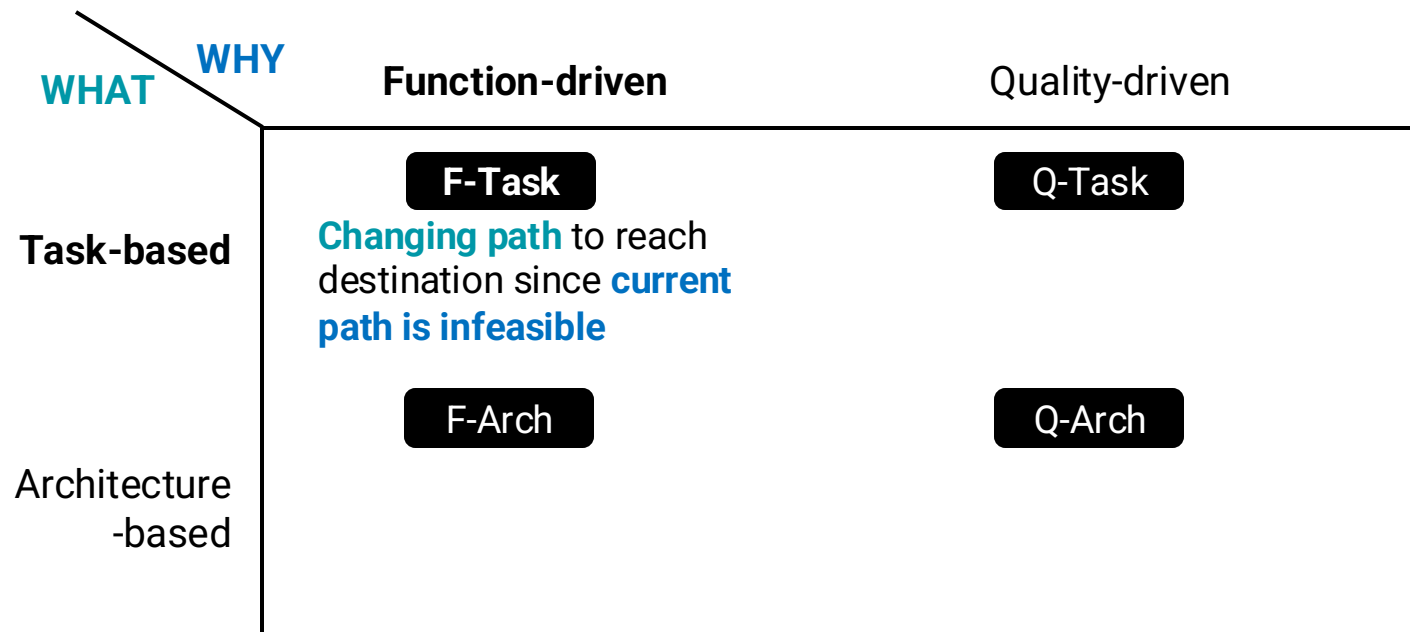 WHY
WHAT
Function-driven
Quality-driven
F-Task
Q-Task
Task-based
Changing path to reach
destination since current
path is infeasible
F-Arch
Q-Arch
Architecture
-based